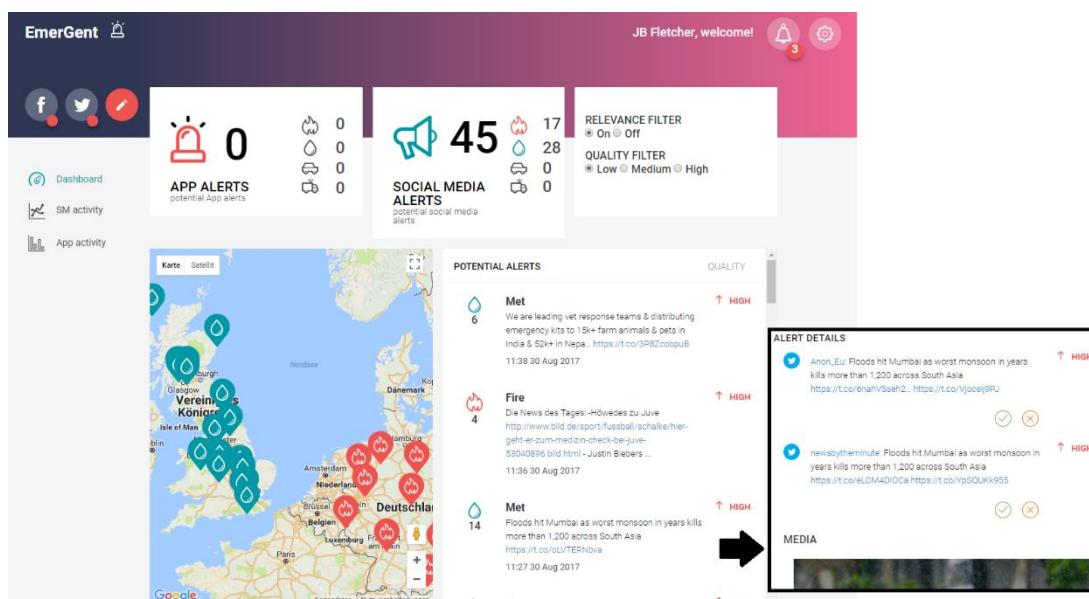 EmerGent
JB Fletcher, welcome!
3
Dashboard
SM activity
App activity
0
APP ALERTS
potential App alerts
0
0
0
0
45
SOCIAL MEDIA
ALERTS
potential social media
alerts
17
28
0
0
RELEVANCE FILTER
On Off
QUALITY FILTER
Low Medium High
Karte Satellit
Nordsee
Glasgow
Isle of Man
Dänemark
Hamburg
Amsterdam
Niederlande
Brüssel
Belgien
Deutschla
Luxemburg
Paris
Google
POTENTIAL ALERTS QUALITY
6
Met
HIGH
We are leading vet response teams & distributing
emergency kits to 15k+ farm animals & pets in
India & 52k+ in Nepa... https://t.co/3P8ZcobpuB
11:38 30 Aug 2017
4
Fire
HIGH
Die News des Tages: -Höwedes zu Juve
http://www.bild.de/sport/fussball/schalke/hier-
geht-er-zum-medizin-check-bei-juve-
53040896.bild.html - Justin Biebers ...
11:36 30 Aug 2017
14
Met
HIGH
Floods hit Mumbai as worst monsoon in years kills
more than 1,200 across South Asia
https://t.co/oLVTERNbva
11:27 30 Aug 2017
ALERT DETAILS
Anon_Eu: Floods hit Mumbai as worst monsoon in years
HIGH
kills more than 1,200 across South Asia
https://t.co/6nahVSseh2... https://t.co/Vjocelj9PJ
newsbytheminute: Floods hit Mumbai as worst monsoon in
HIGH
years kills more than 1,200 across South Asia
https://t.co/eLDM4DI0Ca https://t.co/YpSQUKk955
MEDIA